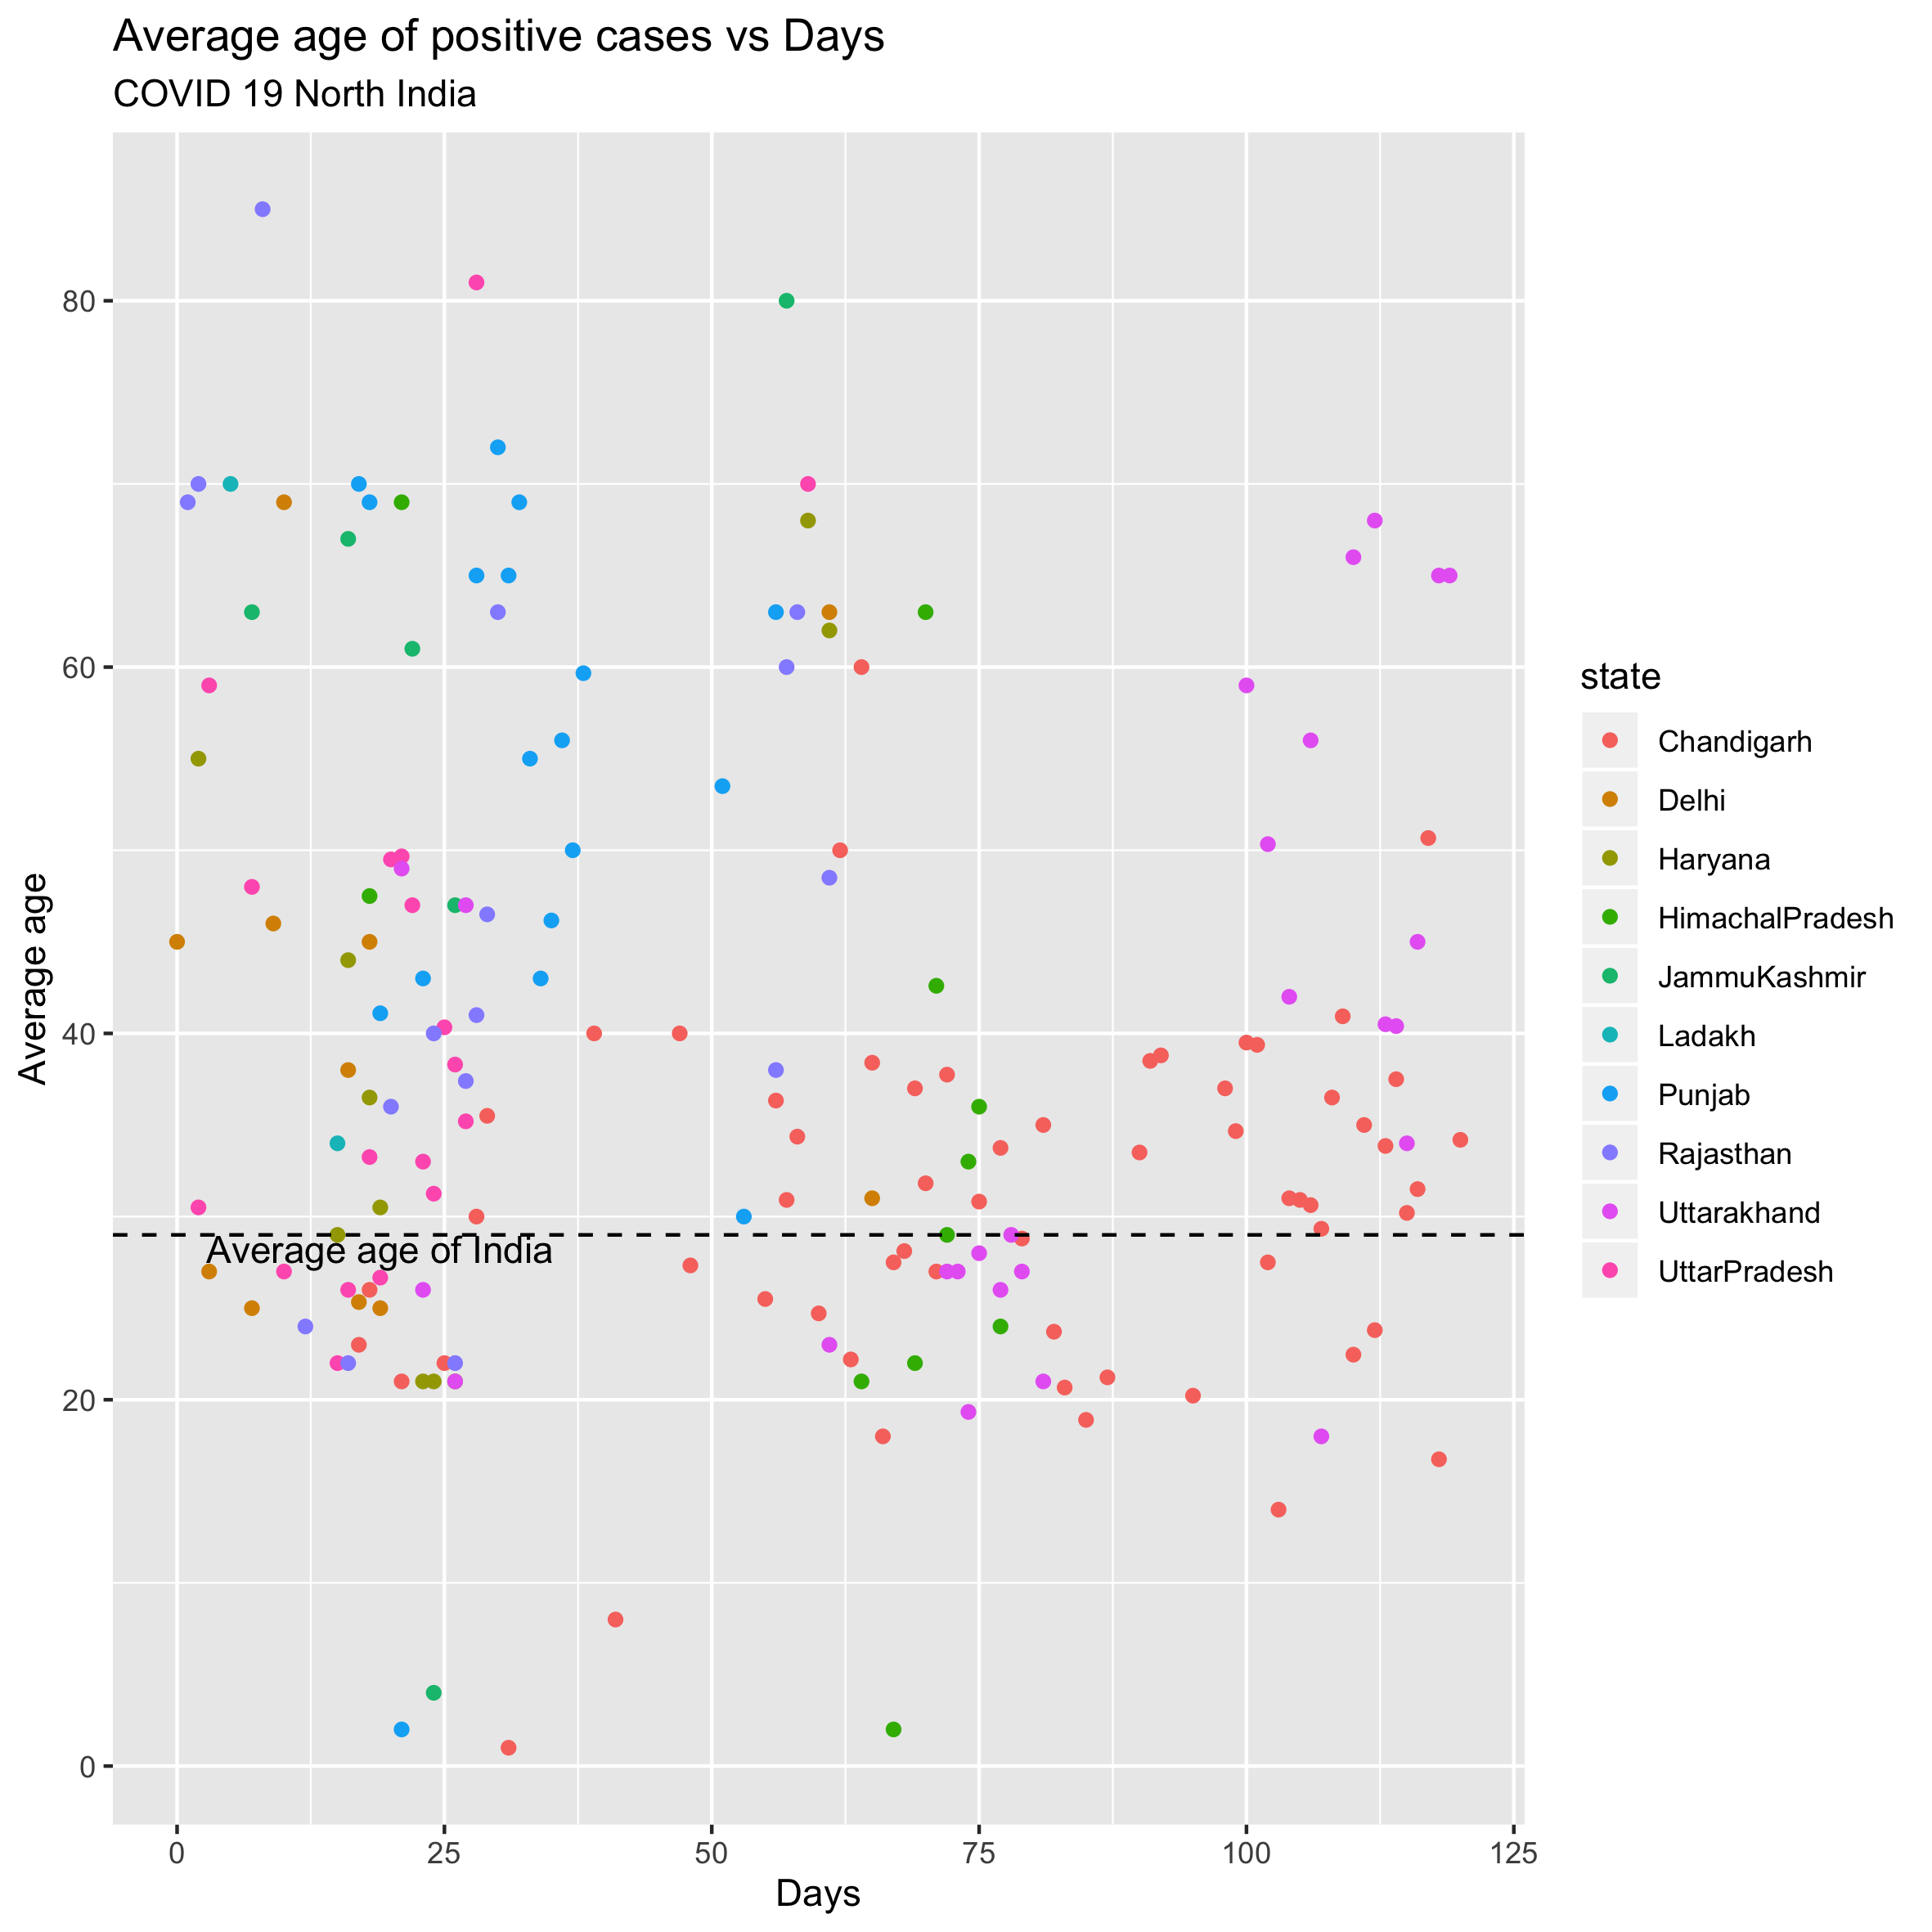 Average age of positive cases vs Days
COVID 19 North India
Average age
80
60
40
20
0
Average age of India
0 25 50 75 100 125
Days
state
Chandigarh
Delhi
Haryana
HimachalPradesh
JammuKashmir
Ladakh
Punjab
Rajasthan
Uttarakhand
UttarPradesh